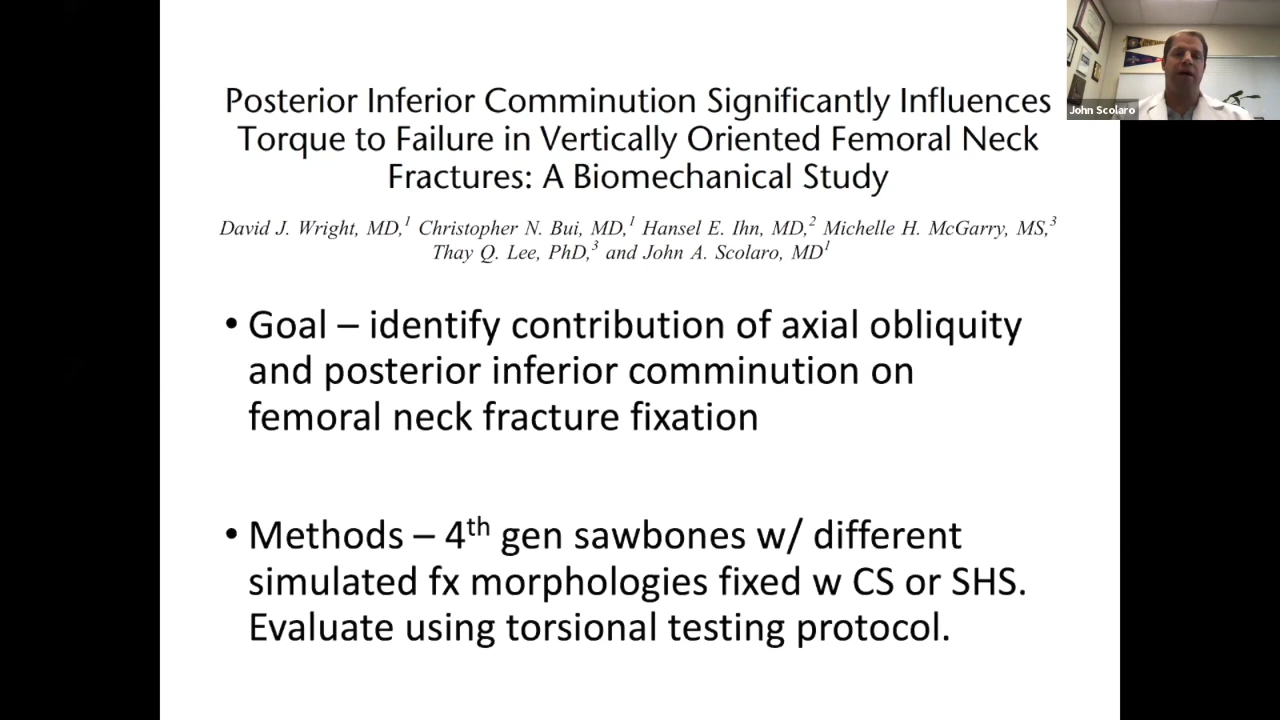 Posterior Inferior Comminution Significantly Influences
Torque to Failure in Vertically Oriented Femoral Neck
Fractures: A Biomechanical Study
David J. Wright, MD,¹ Christopher N. Bui, MD,¹ Hansel E. Ihn, MD,² Michelle H. McGarry, MS,³
Thay Q. Lee, PhD,³ and John A. Scolaro, MD¹
• Goal – identify contribution of axial obliquity
and posterior inferior comminution on
femoral neck fracture fixation
• Methods – 4th gen sawbones w/ different
simulated fx morphologies fixed w CS or SHS.
Evaluate using torsional testing protocol.
John Scolaro